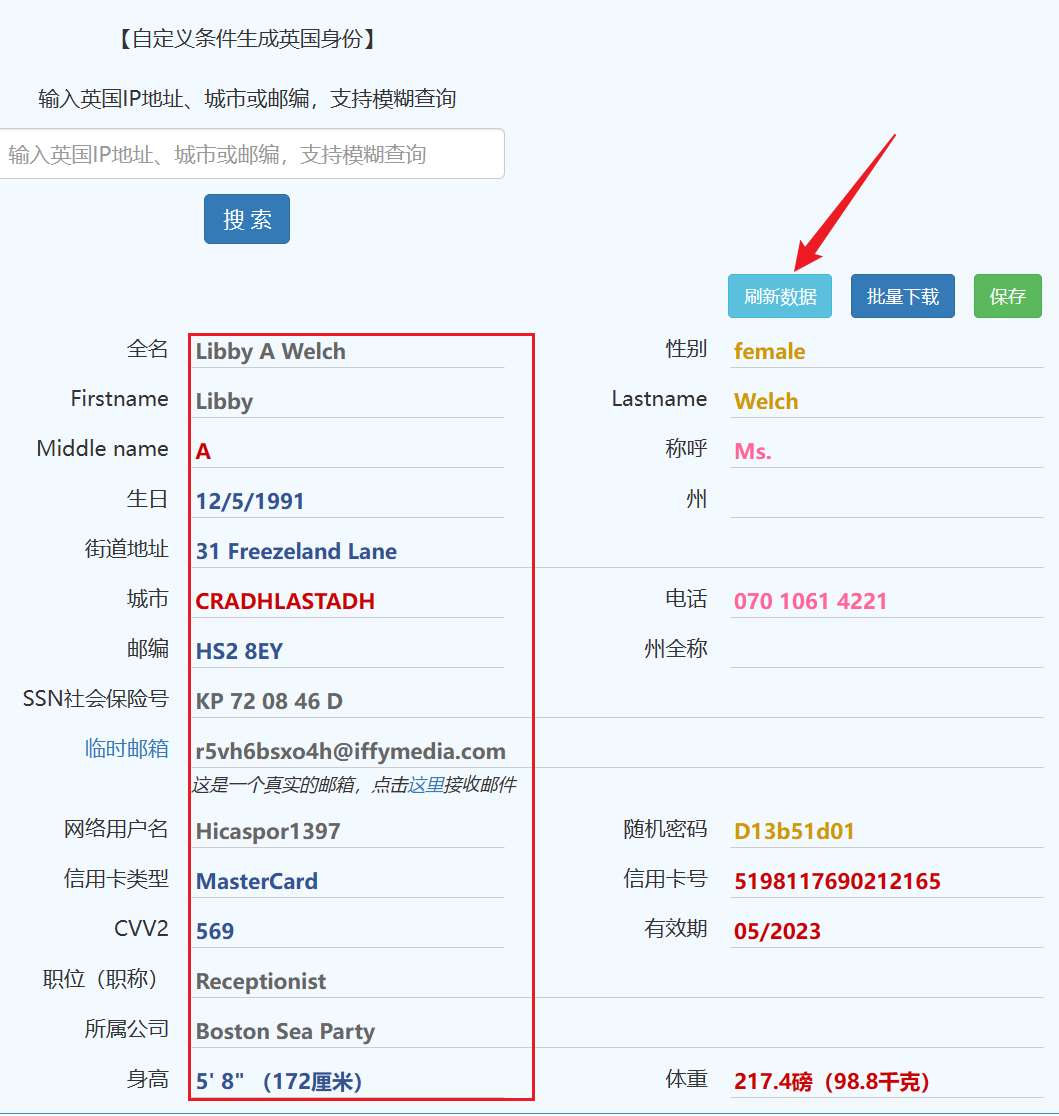 【自定义条件生成英国身份】
输入英国IP地址、城市或邮编，支持模糊查询
输入英国IP地址、城市或邮编，支持模糊查询
搜 索
刷新数据 批量下载 保存
全名 Libby A Welch 性别 female
Firstname Libby Lastname Welch
Middle name A 称呼 Ms.
生日 12/5/1991 州
街道地址 31 Freezeland Lane
城市 CRADHLASTADH 电话 070 1061 4221
邮编 HS2 8EY 州全称
SSN社会保险号 KP 72 08 46 D
临时邮箱 r5vh6bsxo4h@iffymedia.com
这是一个真实的邮箱，点击这里接收邮件
网络用户名 Hicaspor1397 随机密码 D13b51d01
信用卡类型 MasterCard 信用卡号 5198117690212165
CVV2 569 有效期 05/2023
职位（职称） Receptionist
所属公司 Boston Sea Party
身高 5' 8" （172厘米） 体重 217.4磅（98.8千克）